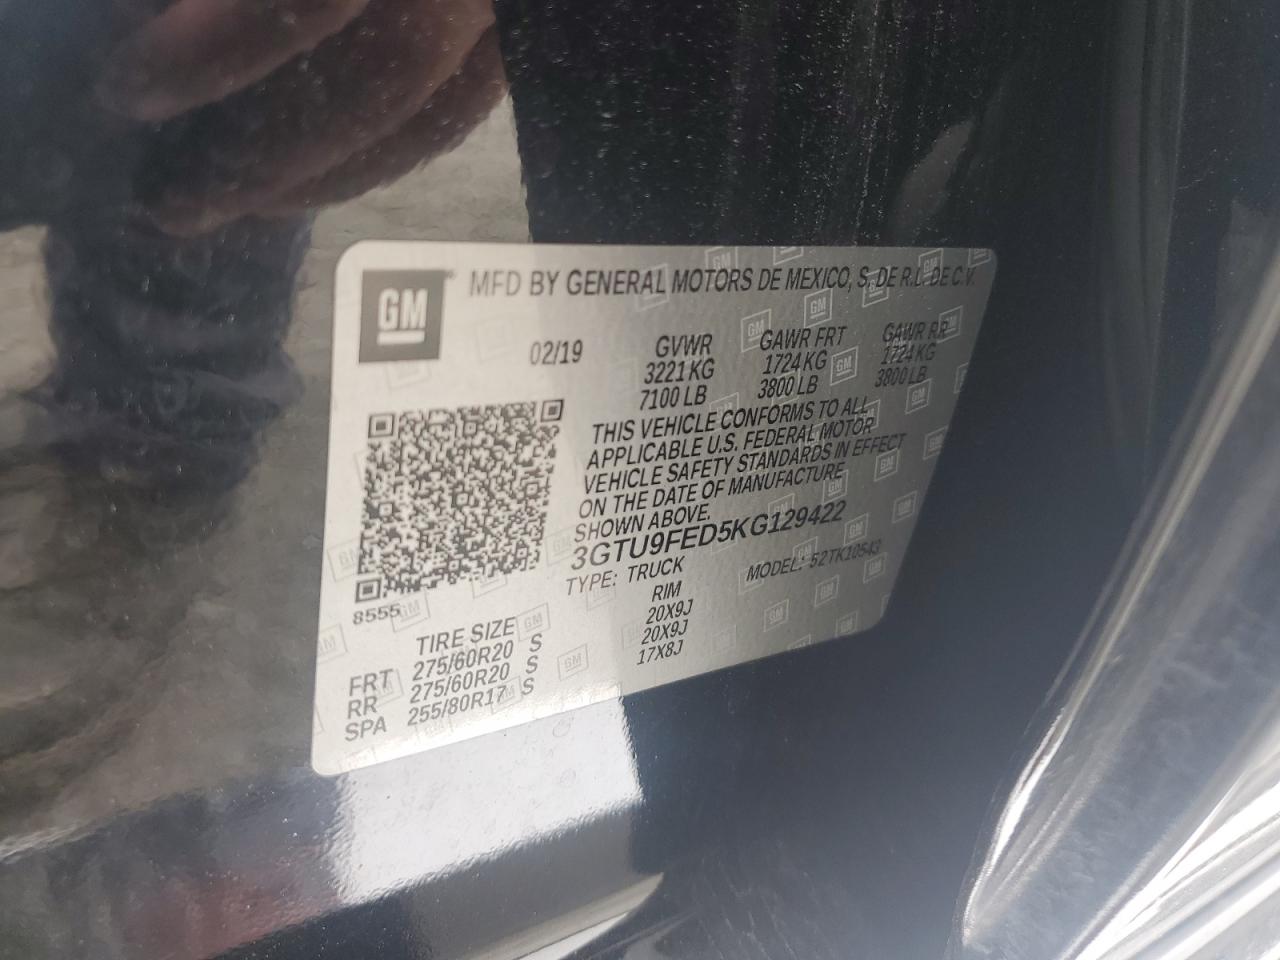 GM® MFD BY GENERAL MOTORS DE MEXICO, S. DE R.L. DE C.V.
02/19 GVWR GAWR FRT GAWR RR
3221 KG 1724 KG 1724 KG
7100 LB 3800 LB 3800 LB
THIS VEHICLE CONFORMS TO ALL
APPLICABLE U.S. FEDERAL MOTOR
VEHICLE SAFETY STANDARDS IN EFFECT
ON THE DATE OF MANUFACTURE
SHOWN ABOVE.
3GTU9FED5KG129422
TYPE: TRUCK MODEL: 52TK10543
8555
TIRE SIZE RIM
FRT 275/60R20 S 20X9J
RR 275/60R20 S 20X9J
SPA 255/80R17 S 17X8J